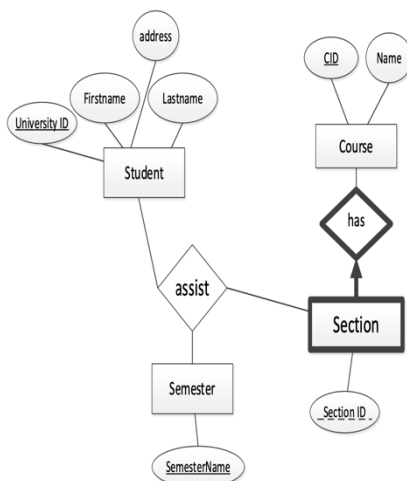 address
CID
Name
Firstname
Lastname
University ID
Student
Course
has
assist
Section
Semester
Section ID
SemesterName